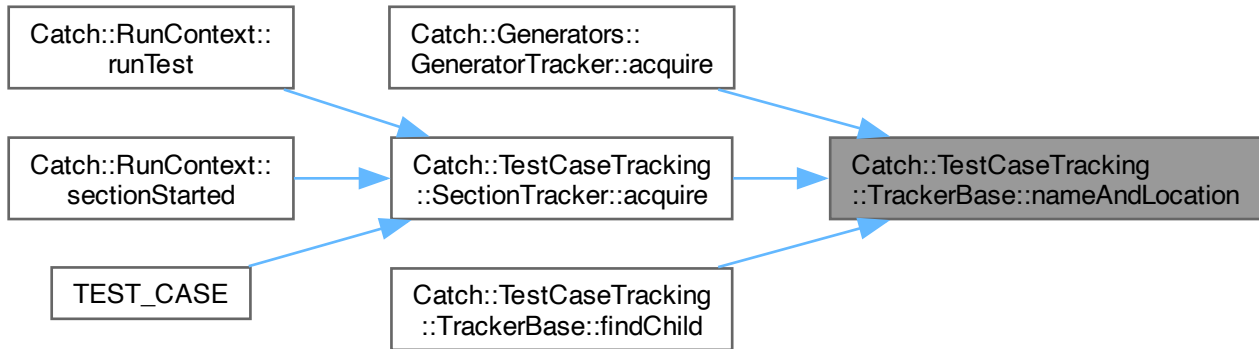 Catch::RunContext::
runTest
Catch::RunContext::
sectionStarted
TEST_CASE
Catch::Generators::
GeneratorTracker::acquire
Catch::TestCaseTracking
::SectionTracker::acquire
Catch::TestCaseTracking
::TrackerBase::findChild
Catch::TestCaseTracking
::TrackerBase::nameAndLocation